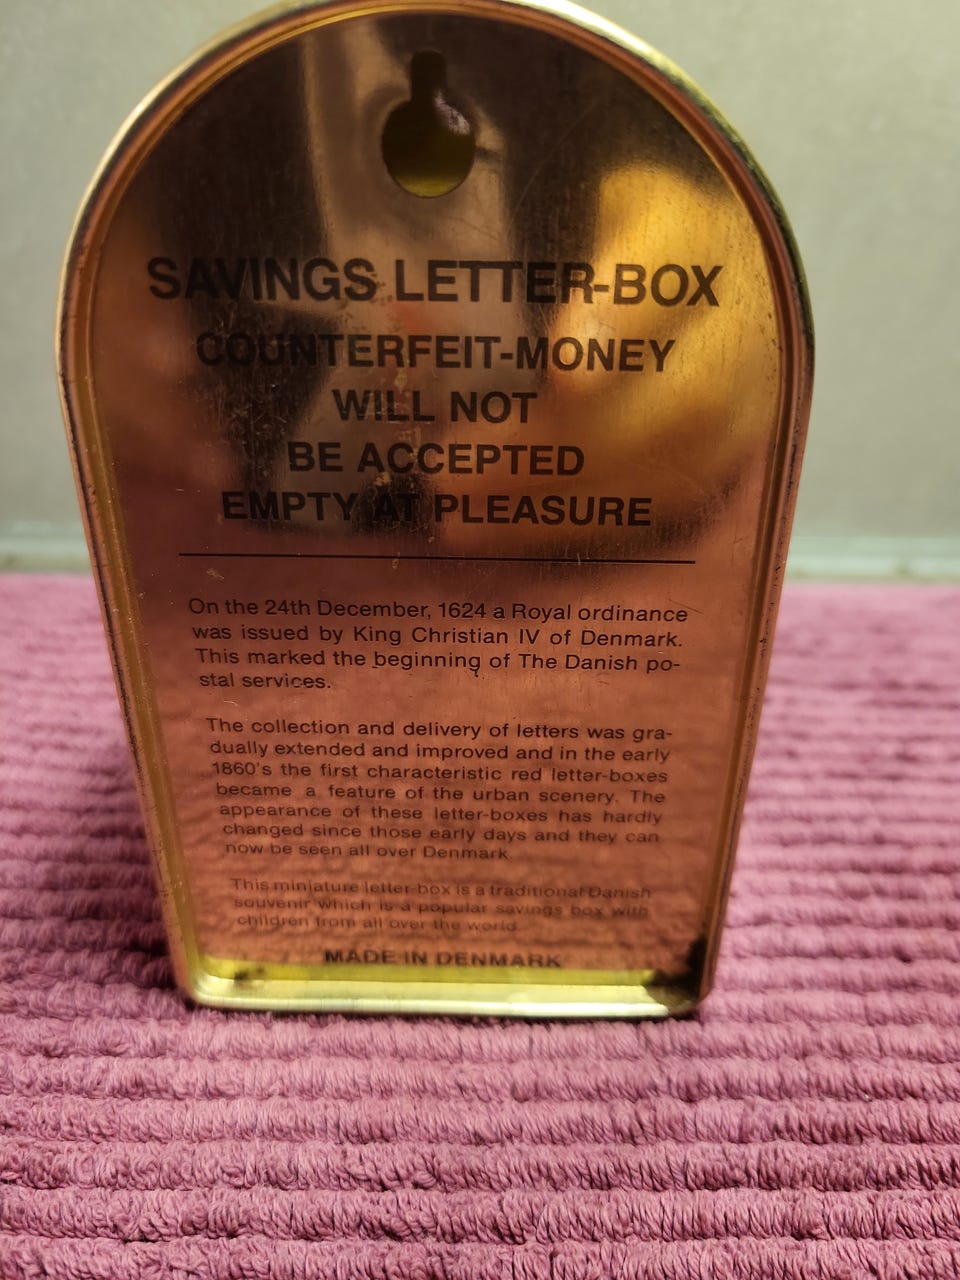 SAVINGS LETTER-BOX
COUNTERFEIT-MONEY
WILL NOT
BE ACCEPTED
EMPTY AT PLEASURE
On the 24th December, 1624 a Royal ordinance
was issued by King Christian IV of Denmark.
This marked the beginning of The Danish po-
stal services.
The collection and delivery of letters was gra-
dually extended and improved and in the early
1860's the first characteristic red letter-boxes
became a feature of the urban scenery. The
appearance of these letter-boxes has hardly
changed since those early days and they can
now be seen all over Denmark.
This miniature letter-box is a traditional Danish
souvenir which is a popular savings box with
children from all over the world.
MADE IN DENMARK